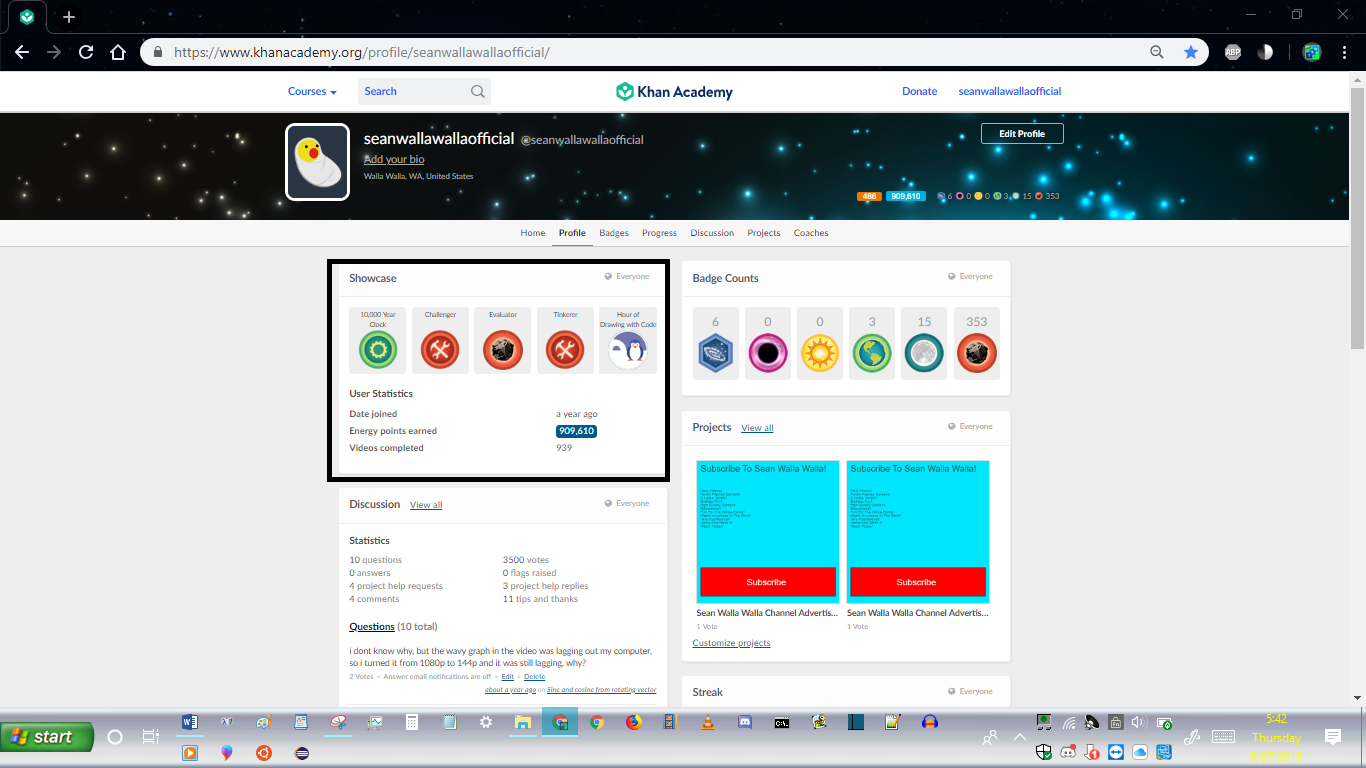 https://www.khanacademy.org/profile/seanwallawallaofficial/
ABP
Courses
Search
Khan Academy
Donate
seanwallawallaofficial
seanwallawallaofficial @seanwallawallaofficial
Add your bio
Walla Walla, WA, United States
Edit Profile
486 909,610 6 0 0 3 15 353
Home Profile Badges Progress Discussion Projects Coaches
Showcase Everyone
10,000 Year Clock
Challenger
Evaluator
Tinkerer
Hour of Drawing with Code
User Statistics
Date joined a year ago
Energy points earned 909,610
Videos completed 939
Discussion View all Everyone
Statistics
10 questions 3500 votes
0 answers 0 flags raised
4 project help requests 3 project help replies
4 comments 11 tips and thanks
Questions (10 total)
i dont know why, but the wavy graph in the video was lagging out my computer,
so i turned it from 1080p to 144p and it was still lagging, why?
2 Votes • Answer email notifications are off • Edit • Delete
about a year ago on Sine and cosine from rotating vector
Badge Counts Everyone
6 0 0 3 15 353
Projects View all Everyone
Subscribe To Sean Walla Walla!
Subscribe
Sean Walla Walla Channel Advertis...
1 Vote
Subscribe To Sean Walla Walla!
Subscribe
Sean Walla Walla Channel Advertis...
1 Vote
Customize projects
Streak Everyone
start
5:42
Thursday
9/27/2018